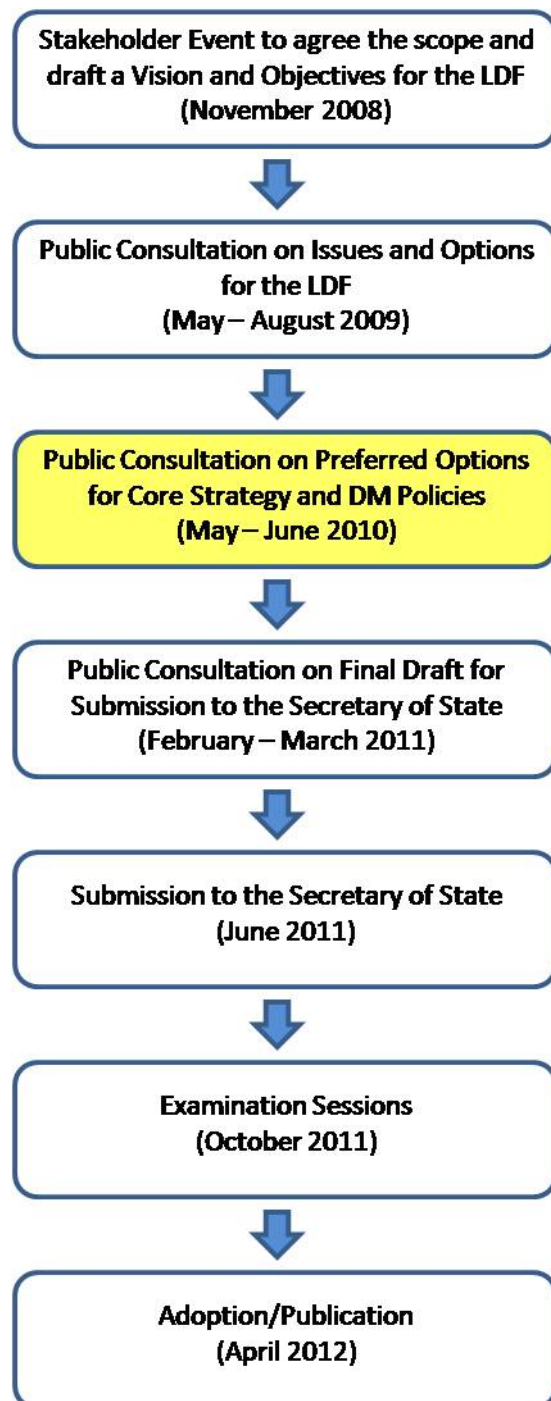 Stakeholder Event to agree the scope and
draft a Vision and Objectives for the LDF
(November 2008)
Public Consultation on Issues and Options
for the LDF
(May – August 2009)
Public Consultation on Preferred Options
for Core Strategy and DM Policies
(May – June 2010)
Public Consultation on Final Draft for
Submission to the Secretary of State
(February – March 2011)
Submission to the Secretary of State
(June 2011)
Examination Sessions
(October 2011)
Adoption/Publication
(April 2012)